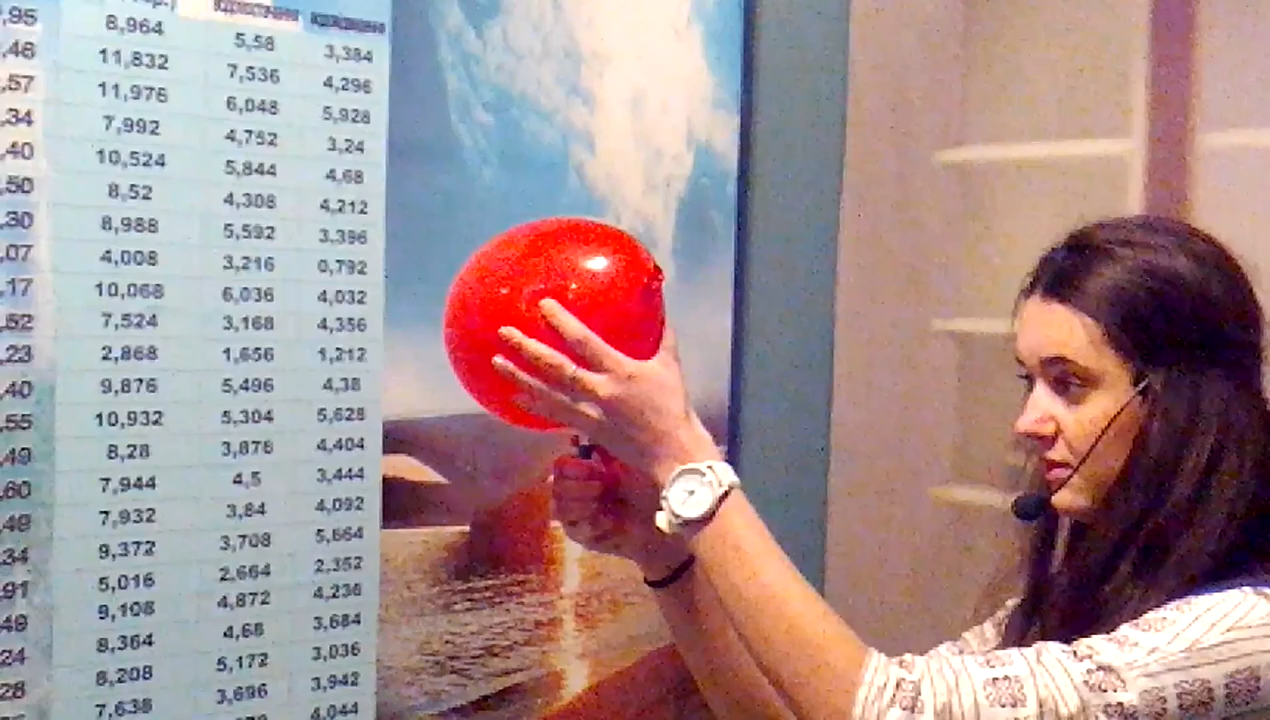 ,95 8,964 5,58 3,384
,46 11,832 7,536 4,296
,57 11,976 6,048 5,928
,34 7,992 4,752 3,24
,40 10,524 5,844 4,68
,50 8,52 4,308 4,212
,30 8,988 5,592 3,396
,07 4,008 3,216 0,792
,17 10,068 6,036 4,032
,52 7,524 3,168 4,356
,23 2,868 1,656 1,212
,40 9,876 5,496 4,38
,55 10,932 5,304 5,628
,49 8,28 3,876 4,404
,60 7,944 4,5 3,444
,48 7,932 3,84 4,092
,34 9,372 3,708 5,664
,91 5,016 2,664 2,352
,49 9,108 4,872 4,236
,24 8,364 4,68 3,684
,28 8,208 5,172 3,036
7,638 3,696 3,942
4,044